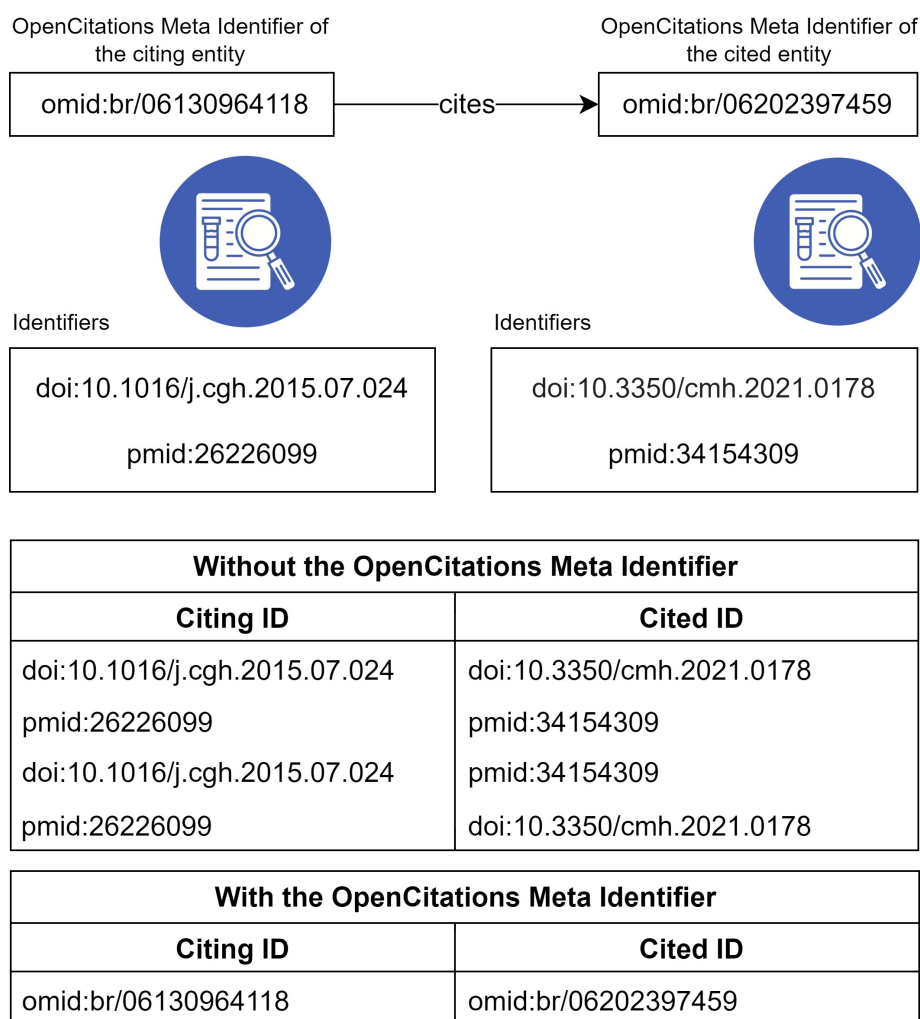 OpenCitations Meta Identifier of
the citing entity
OpenCitations Meta Identifier of
the cited entity
omid:br/06130964118
cites
omid:br/06202397459
Identifiers
doi:10.1016/j.cgh.2015.07.024
pmid:26226099
Identifiers
doi:10.3350/cmh.2021.0178
pmid:34154309
Without the OpenCitations Meta Identifier
Citing ID Cited ID
doi:10.1016/j.cgh.2015.07.024 doi:10.3350/cmh.2021.0178
pmid:26226099 pmid:34154309
doi:10.1016/j.cgh.2015.07.024 pmid:34154309
pmid:26226099 doi:10.3350/cmh.2021.0178
With the OpenCitations Meta Identifier
Citing ID Cited ID
omid:br/06130964118 omid:br/06202397459